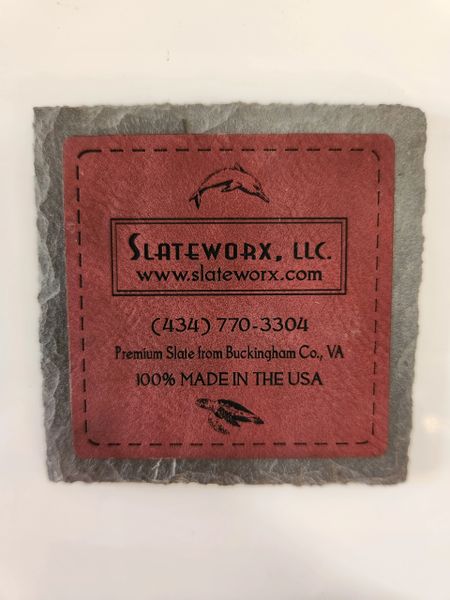 SLATEWORX, LLC.
www.slateworx.com
(434) 770-3304
Premium Slate from Buckingham Co., VA
100% MADE IN THE USA